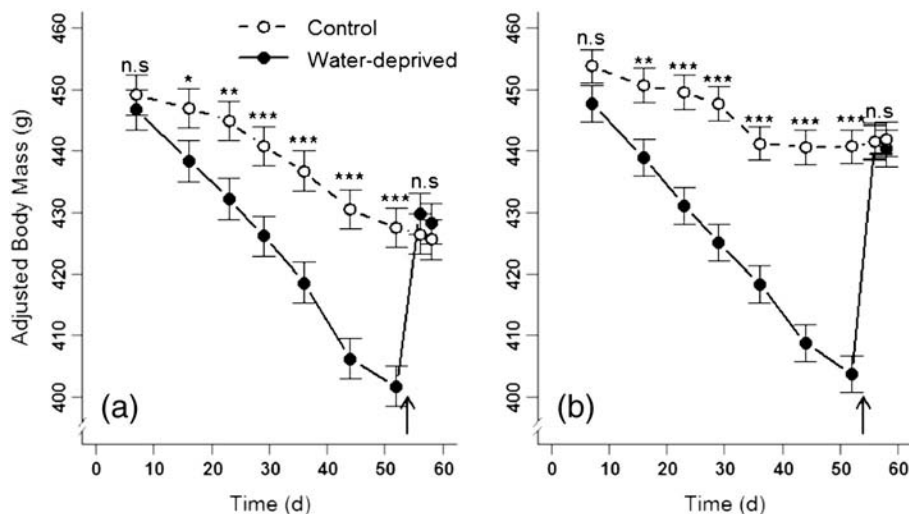 Control
Water-deprived
Adjusted Body Mass (g)
460
450
440
430
420
410
400
n.s
*
**
***
***
***
***
n.s
(a)
0 10 20 30 40 50 60
Time (d)
460
450
440
430
420
410
400
n.s
**
***
***
***
***
***
n.s
(b)
0 10 20 30 40 50 60
Time (d)